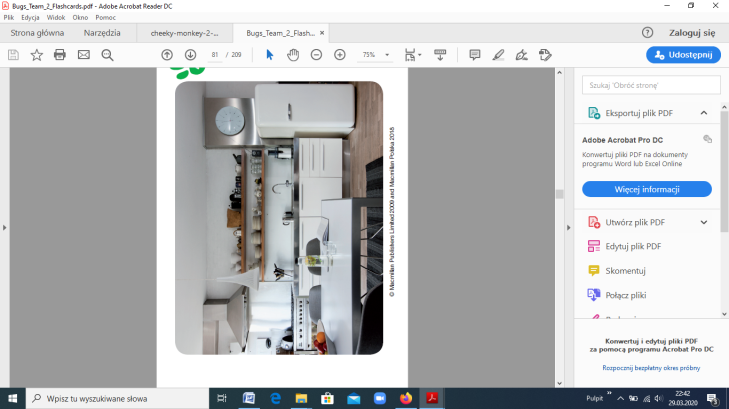 Bugs_Team_2_Flashcards.pdf - Adobe Acrobat Reader DC
Plik Edycja Widok Okno Pomoc
Strona główna Narzędzia cheeky-monkey-2-... Bugs_Team_2_Flash... × Zaloguj się
81 / 209 75% Udostępnij
Szukaj 'Obróć stronę'
Eksportuj plik PDF
Adobe Acrobat Pro DC
Konwertuj pliki PDF na dokumenty
programu Word lub Excel Online
Więcej informacji
Utwórz plik PDF
Edytuj plik PDF
Skomentuj
Połącz pliki
Konwertuj i edytuj pliki PDF
za pomocą programu Acrobat Pro DC
Rozpocznij bezpłatny okres próbny
© Macmillan Publishers Limited 2009 and Macmillan Polska 2018
Wpisz tu wyszukiwane słowa
Pulpit » 22:42
29.03.2020